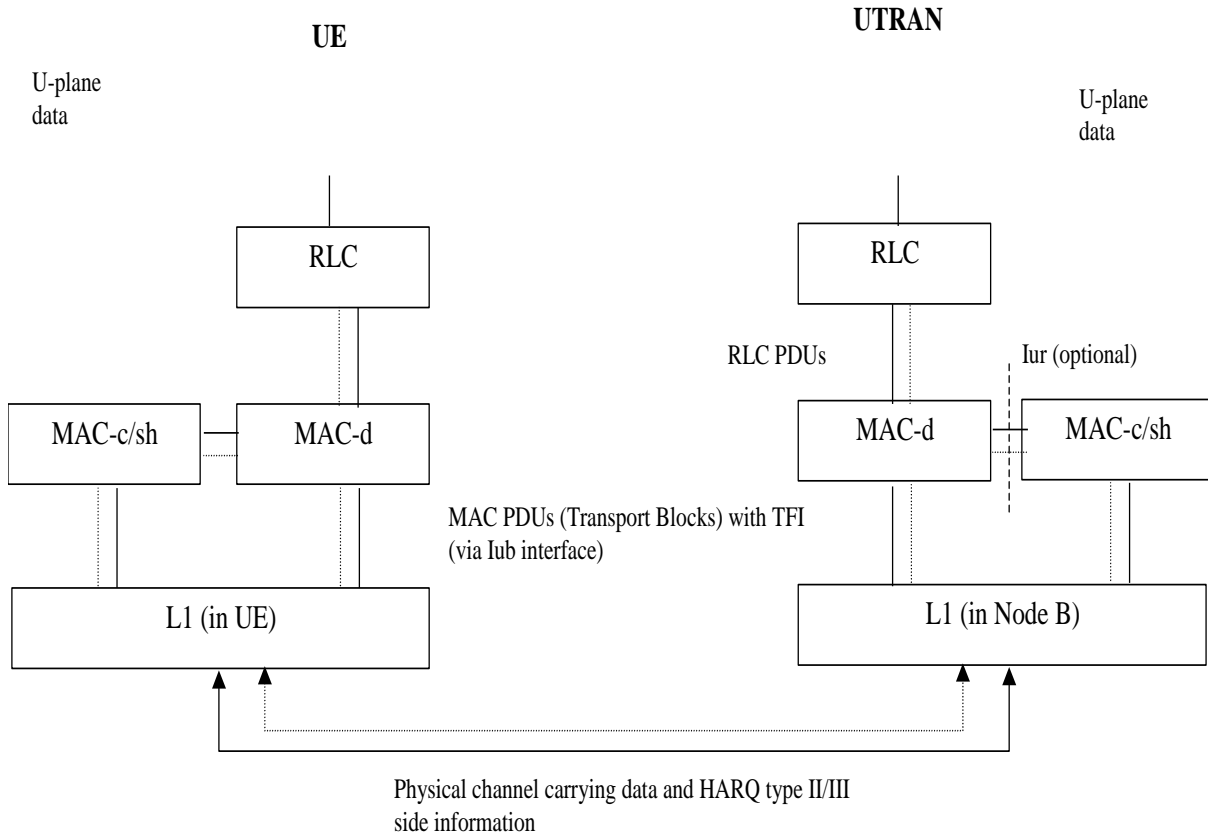 UE
UTRAN
U-plane
data
U-plane
data
RLC
RLC
RLC PDUs
Iur (optional)
MAC-c/sh
MAC-d
MAC-d
MAC-c/sh
MAC PDUs (Transport Blocks) with TFI
(via Iub interface)
L1 (in UE)
L1 (in Node B)
Physical channel carrying data and HARQ type II/III
side information